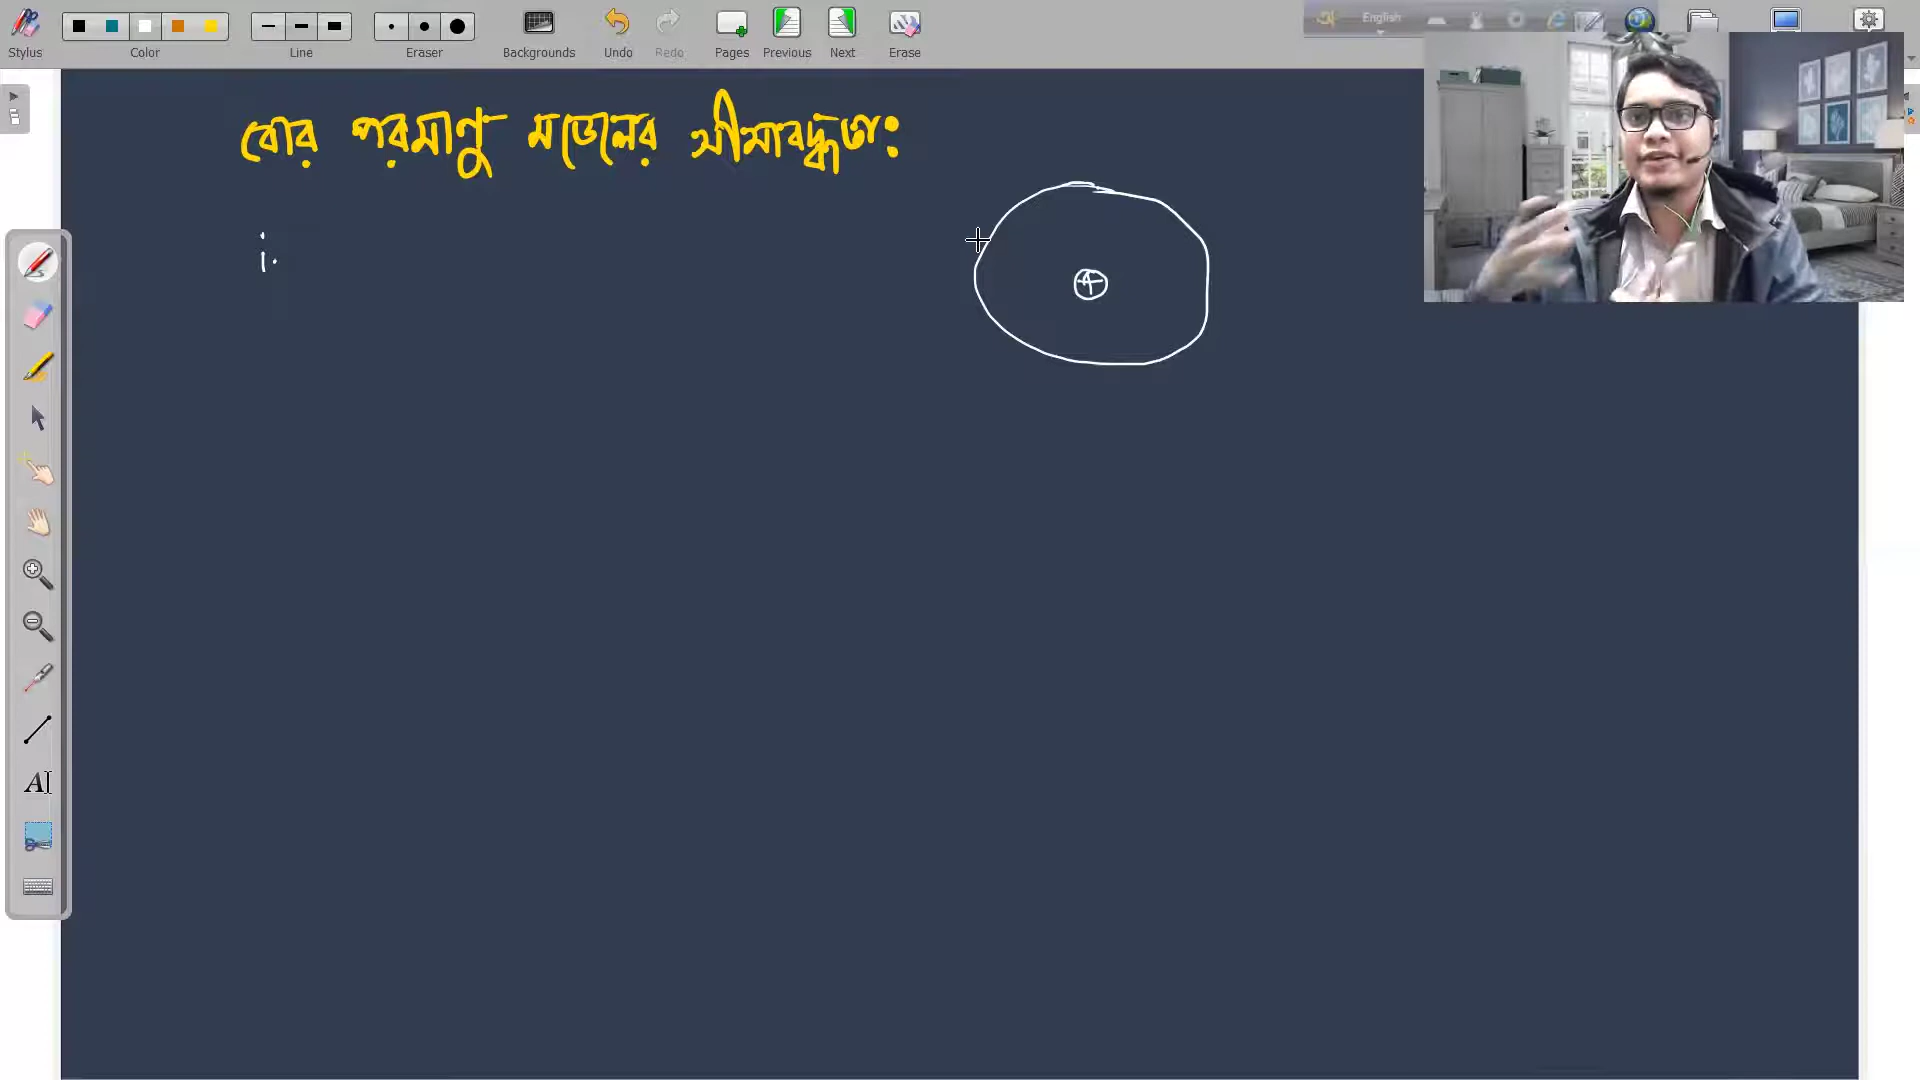 Stylus Color Line Eraser Backgrounds Undo Redo Pages Previous Next Erase
অ English
বোর পরমাণু মডেলের সীমাবদ্ধতা:
i.
+
A